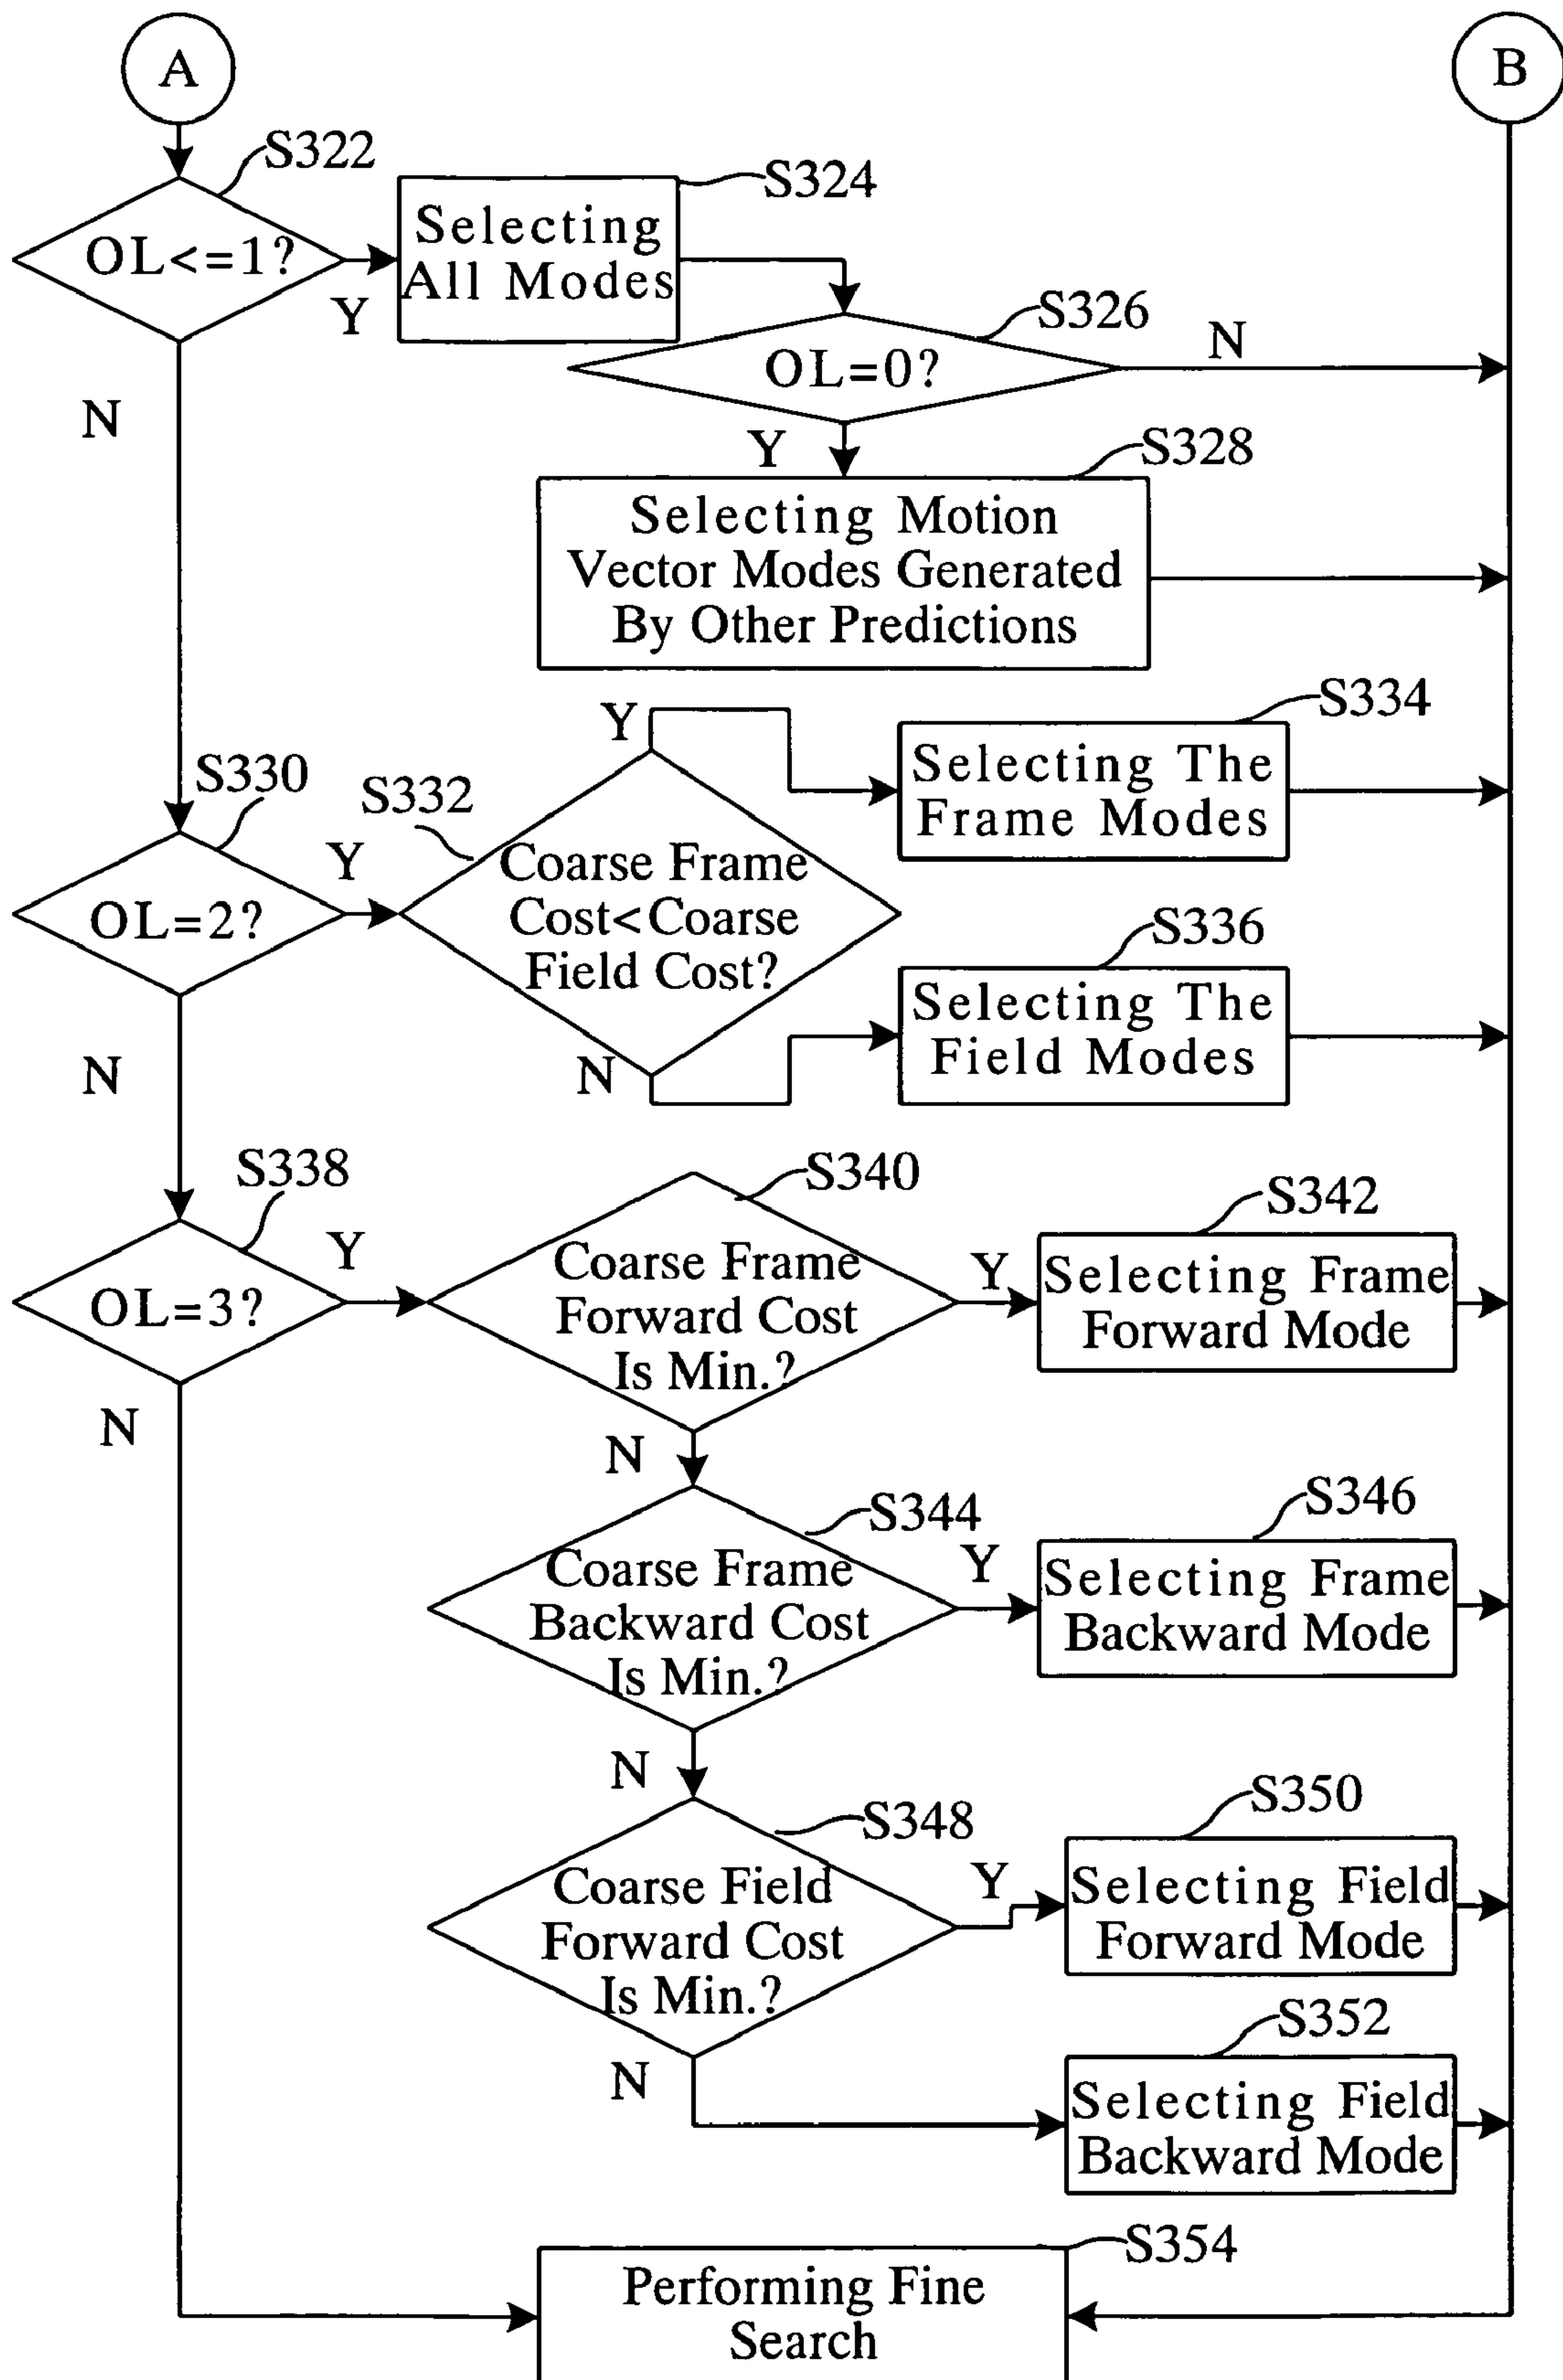 A
B
S322
OL<=1?
Y
N
S324
Selecting
All Modes
S326
OL=0?
N
Y
S328
Selecting Motion
Vector Modes Generated
By Other Predictions
S330
OL=2?
Y
N
S332
Coarse Frame
Cost<Coarse
Field Cost?
Y
N
S334
Selecting The
Frame Modes
S336
Selecting The
Field Modes
S338
OL=3?
Y
N
S340
Coarse Frame
Forward Cost
Is Min.?
Y
N
S342
Selecting Frame
Forward Mode
S344
Coarse Frame
Backward Cost
Is Min.?
Y
N
S346
Selecting Frame
Backward Mode
S348
Coarse Field
Forward Cost
Is Min.?
Y
N
S350
Selecting Field
Forward Mode
S352
Selecting Field
Backward Mode
S354
Performing Fine
Search